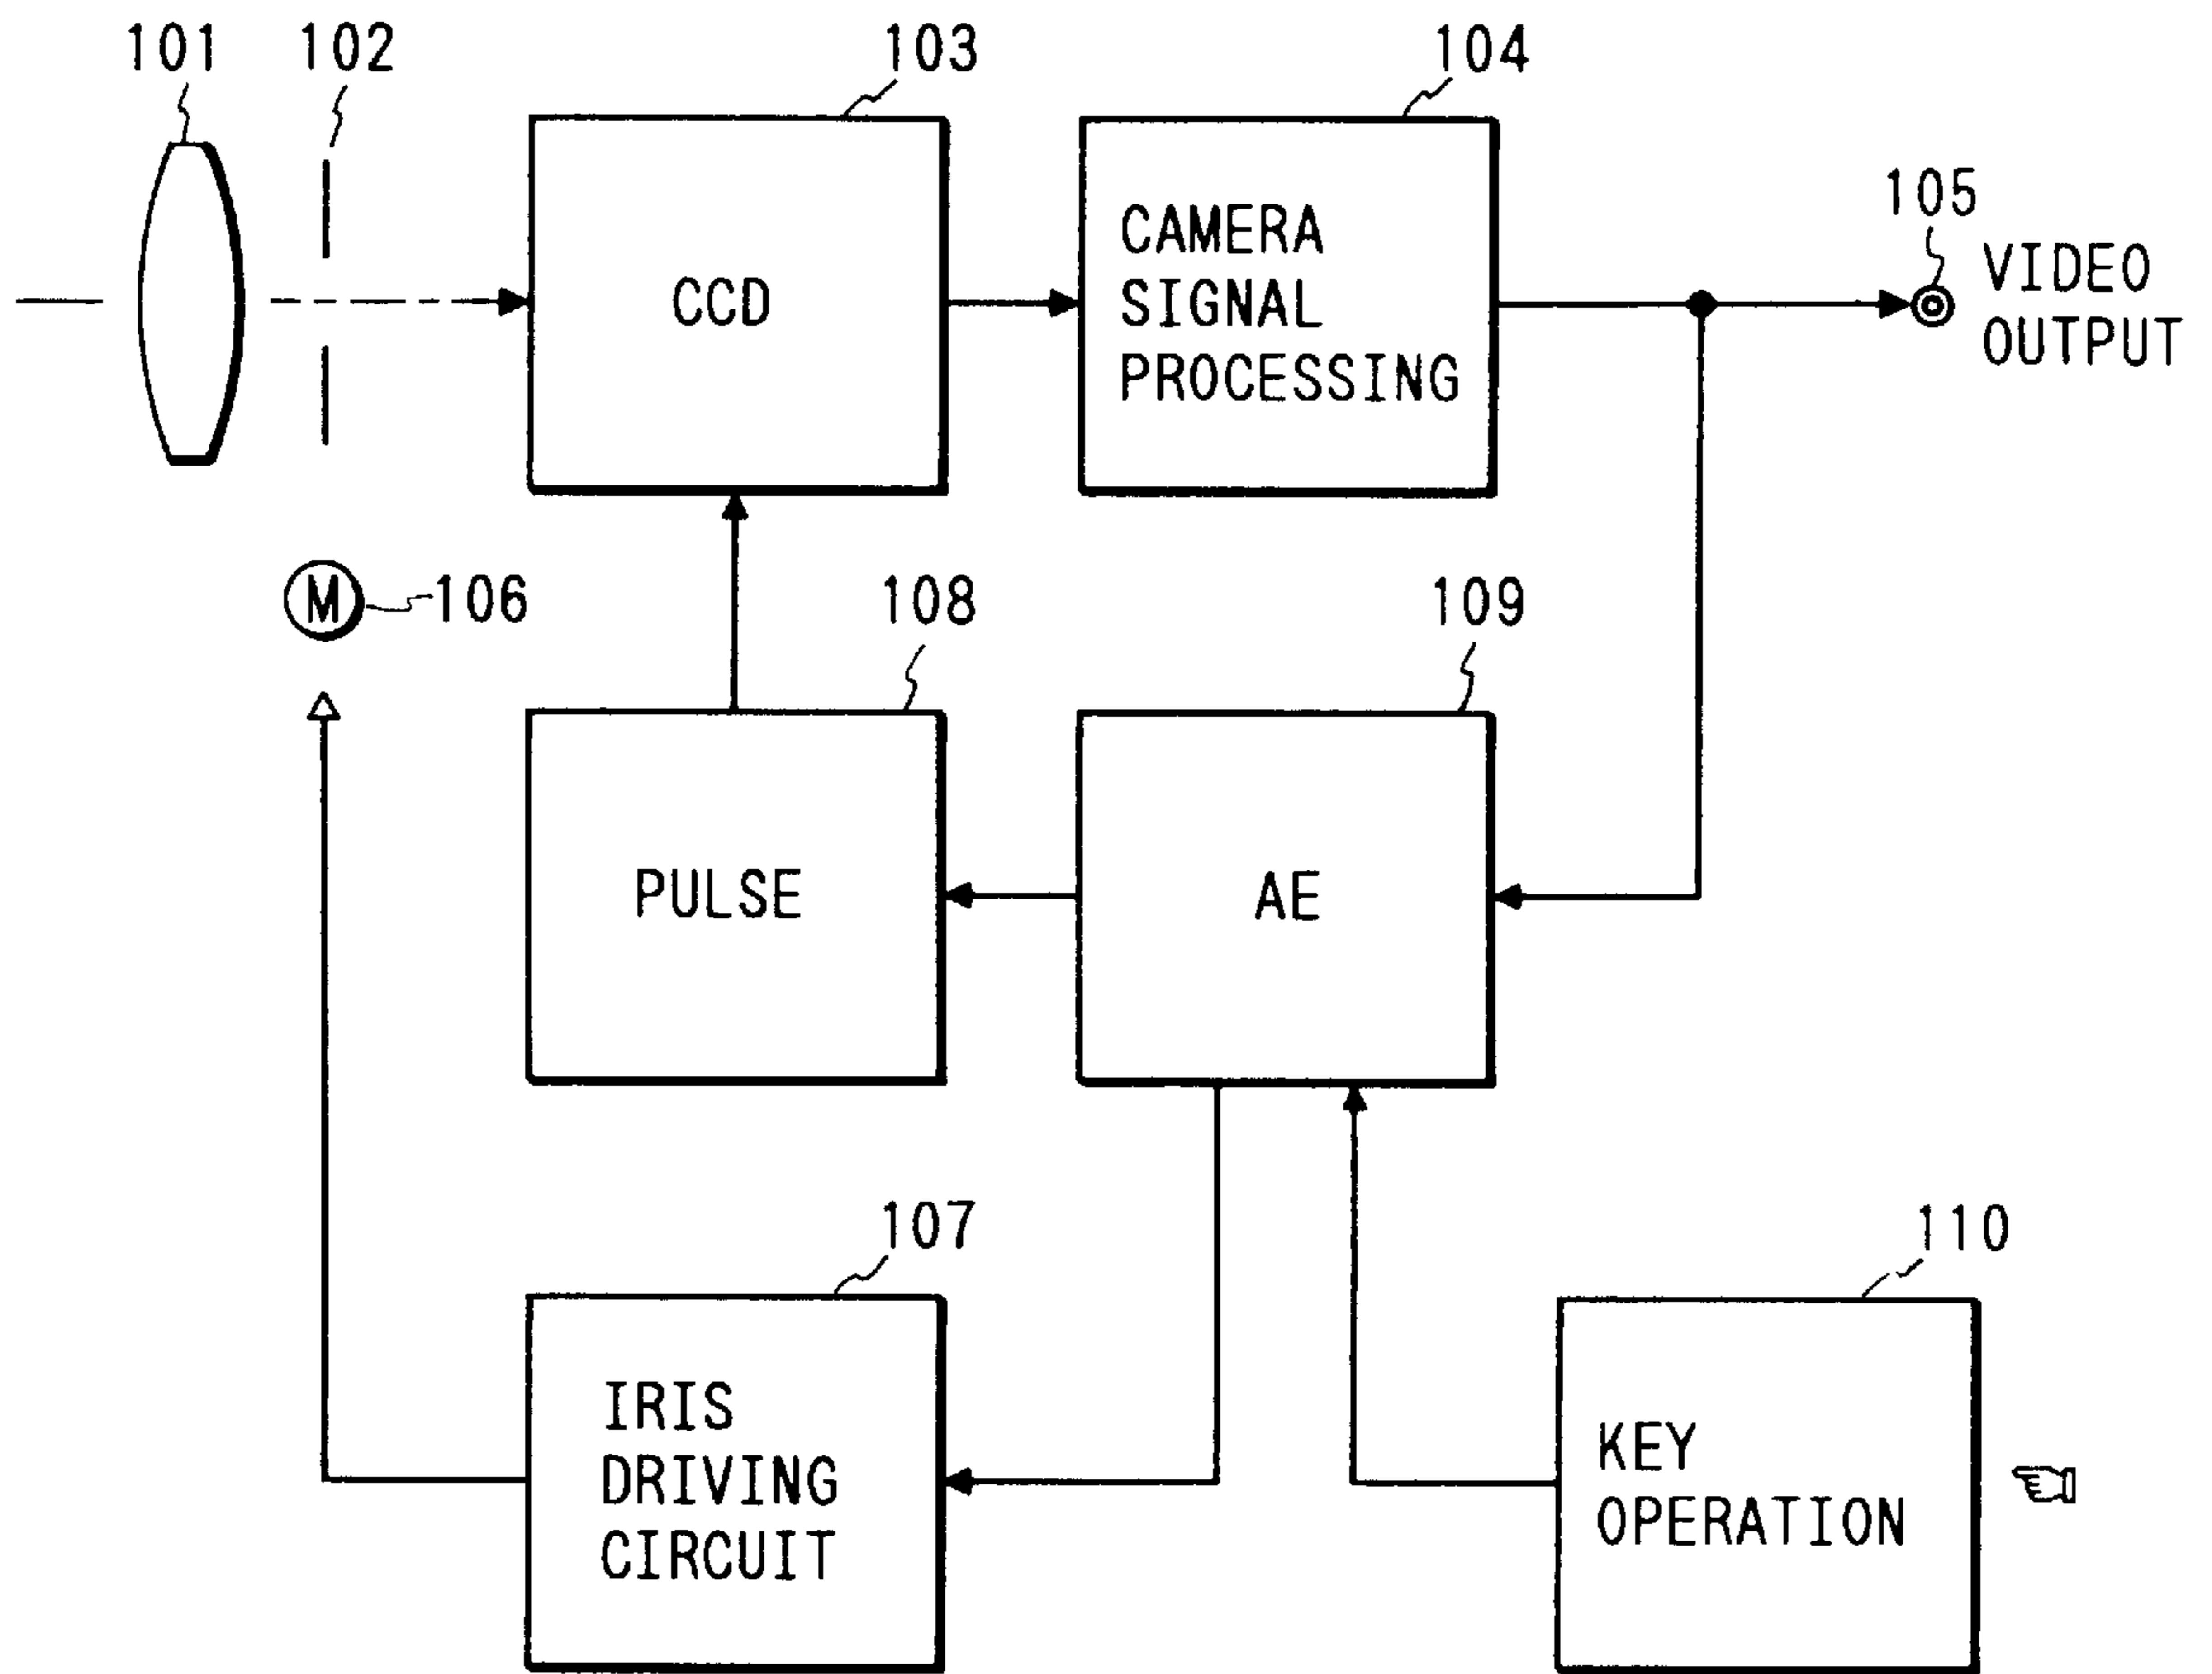 101
102
103
104
105
CCD
CAMERA
SIGNAL
PROCESSING
VIDEO
OUTPUT
M
106
108
109
PULSE
AE
107
110
IRIS
DRIVING
CIRCUIT
KEY
OPERATION